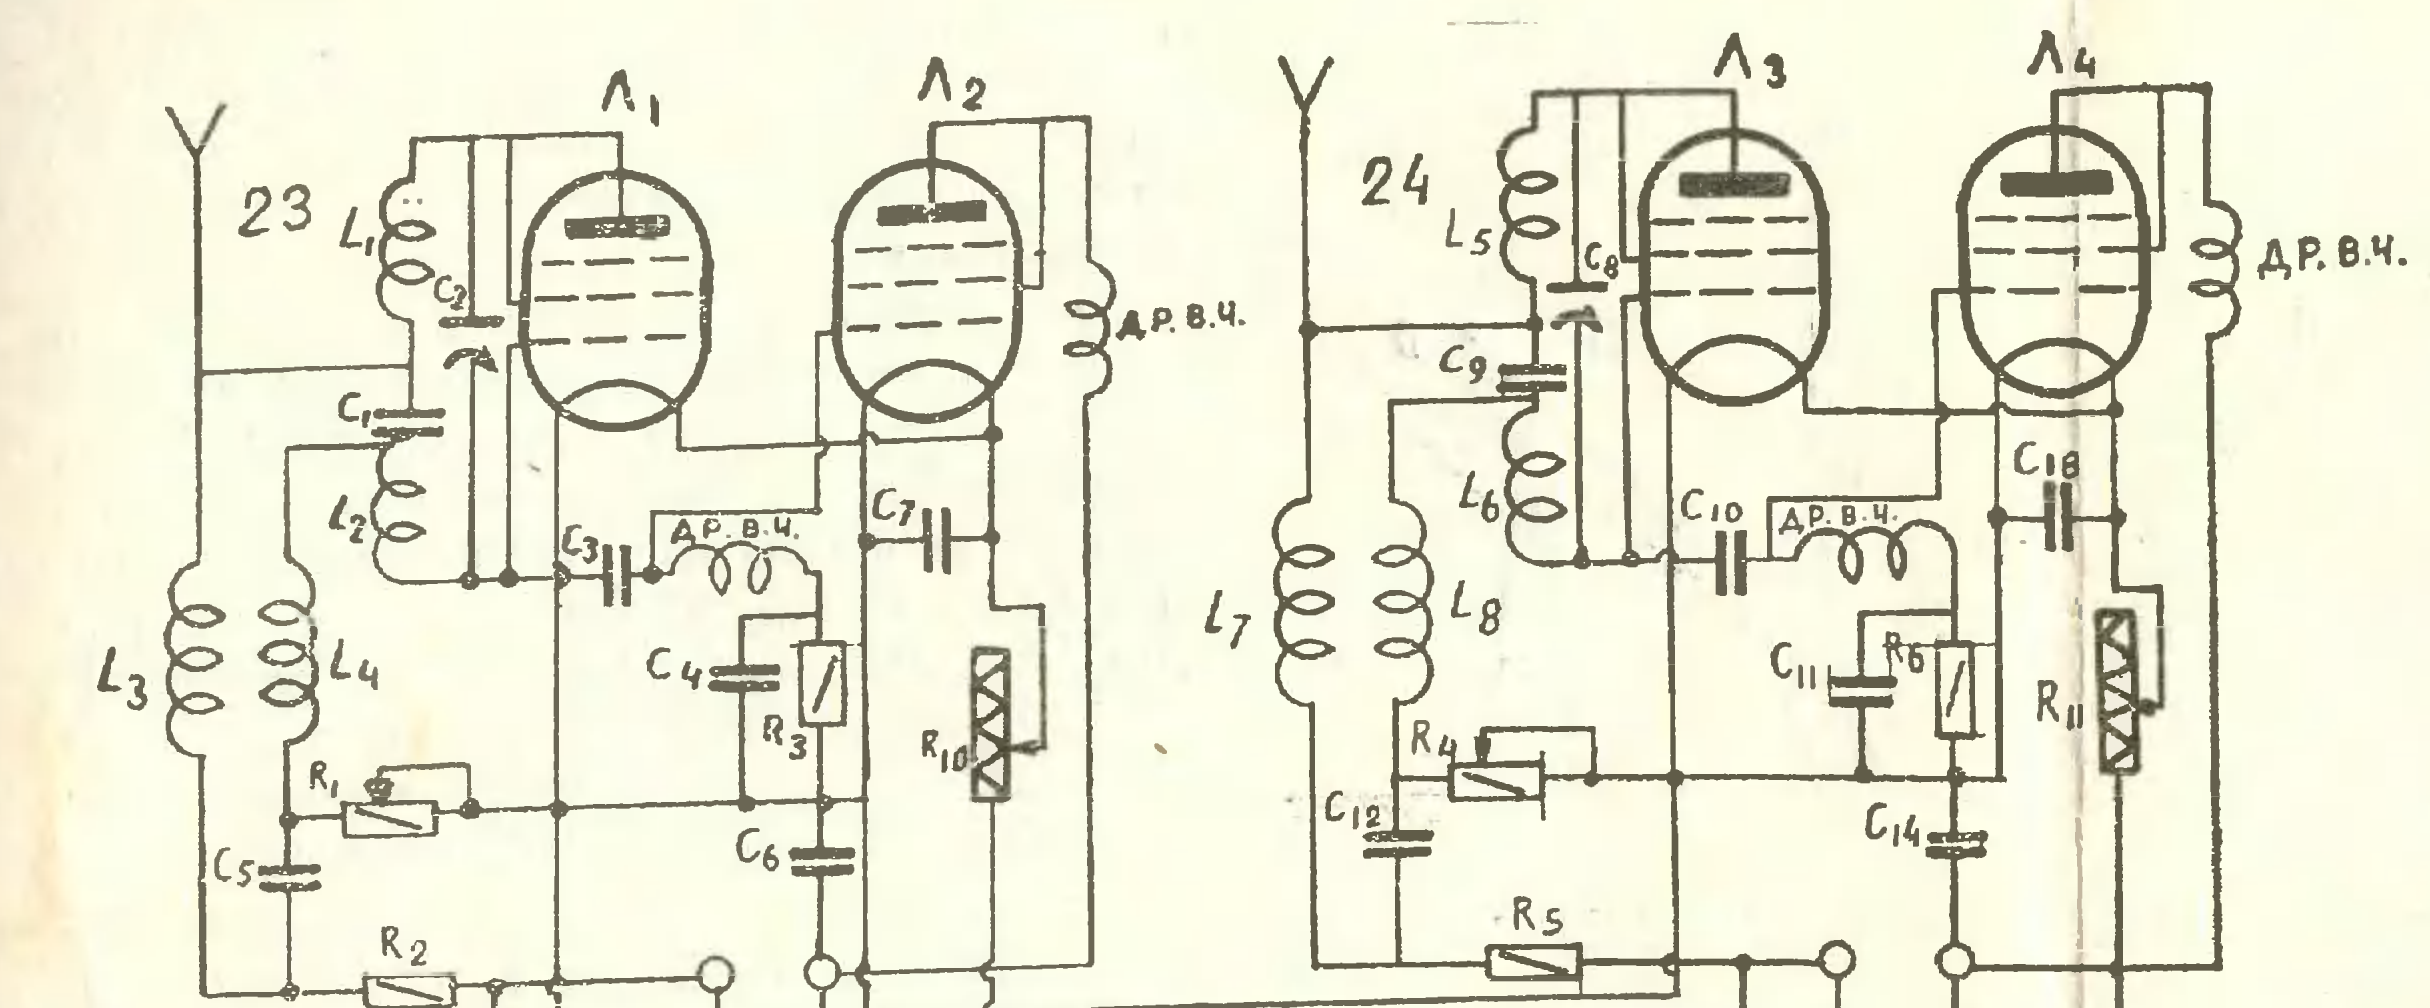 Л1
Л2
23
L1
C2
ДР.В.Ч.
C1
L2
C3
ДР.В.Ч.
C7
L3
L4
C4
R3
R10
R1
C5
C6
R2
Л3
Л4
24
L5
C8
ДР.В.Ч.
C9
L6
C10
ДР.В.Ч.
C18
L7
L8
C11
R6
R11
R4
C12
C14
R5